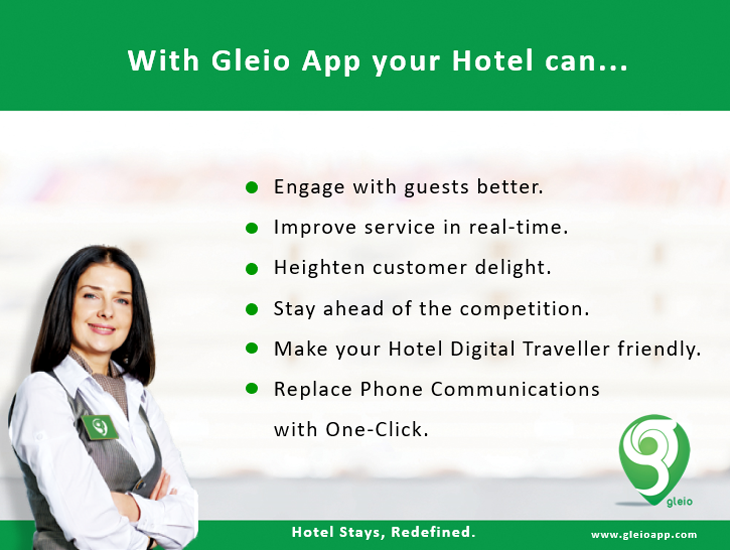 With Gleio App your Hotel can...
Engage with guests better.
Improve service in real-time.
Heighten customer delight.
Stay ahead of the competition.
Make your Hotel Digital Traveller friendly.
Replace Phone Communications
with One-Click.
gleio
Hotel Stays, Redefined.
www.gleioapp.com